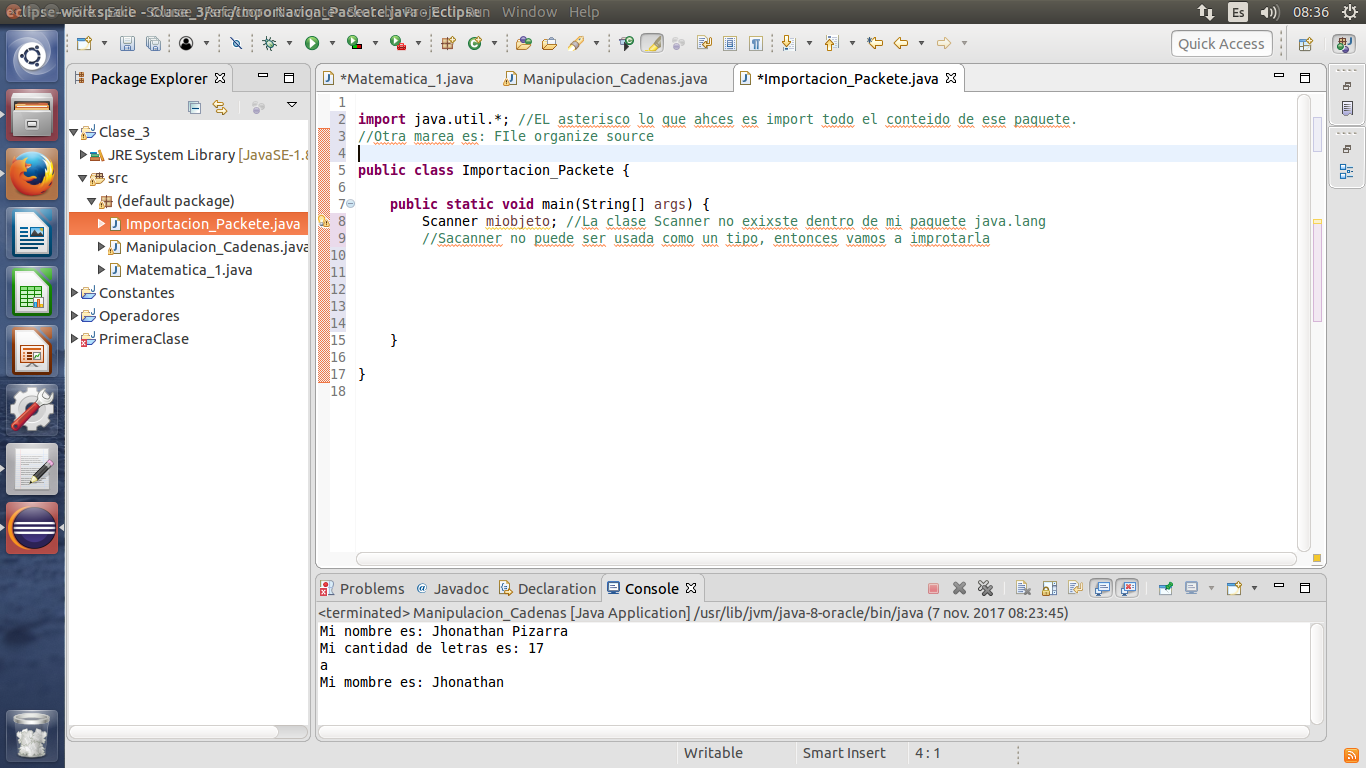 eclipse-workspace - Clase_3/src/Importacion_Packete.java - Eclipse
Run Window Help
Es
08:36
Quick Access
Package Explorer
Clase_3
JRE System Library [JavaSE-1.8
src
(default package)
Importacion_Packete.java
Manipulacion_Cadenas.java
Matematica_1.java
Constantes
Operadores
PrimeraClase
*Matematica_1.java
Manipulacion_Cadenas.java
*Importacion_Packete.java
1
2 import java.util.*; //EL asterisco lo que ahces es import todo el conteido de ese paquete.
3 //Otra marea es: FIle organize source
4
5 public class Importacion_Packete {
6
7 public static void main(String[] args) {
8 Scanner miobjeto; //La clase Scanner no exixste dentro de mi paquete java.lang
9 //Sacanner no puede ser usada como un tipo, entonces vamos a improtarla
10
11
12
13
14
15 }
16
17 }
18
Problems
Javadoc
Declaration
Console
<terminated> Manipulacion_Cadenas [Java Application] /usr/lib/jvm/java-8-oracle/bin/java (7 nov. 2017 08:23:45)
Mi nombre es: Jhonathan Pizarra
Mi cantidad de letras es: 17
a
Mi mombre es: Jhonathan
Writable
Smart Insert
4 : 1